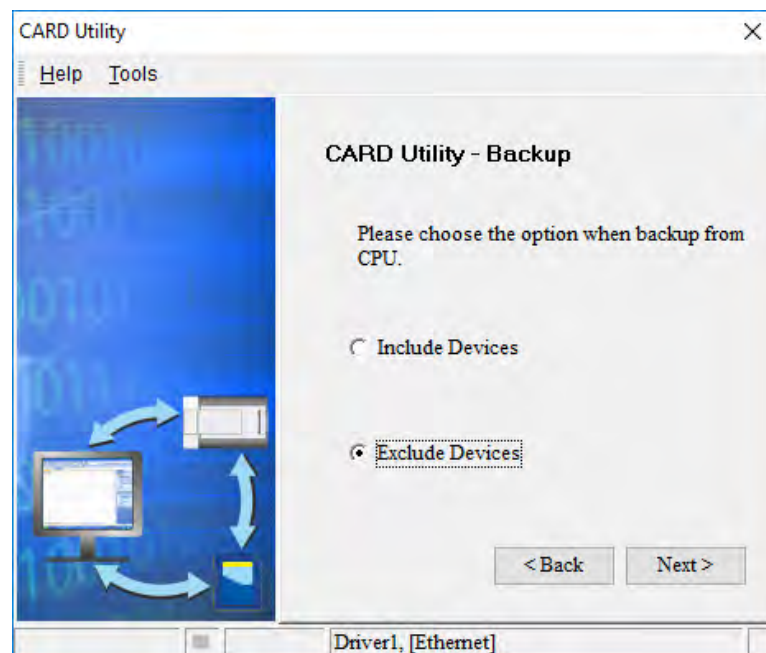 CARD Utility
Help Tools
CARD Utility - Backup
Please choose the option when backup from
CPU.
Include Devices
Exclude Devices
< Back Next >
Driver1, [Ethernet]